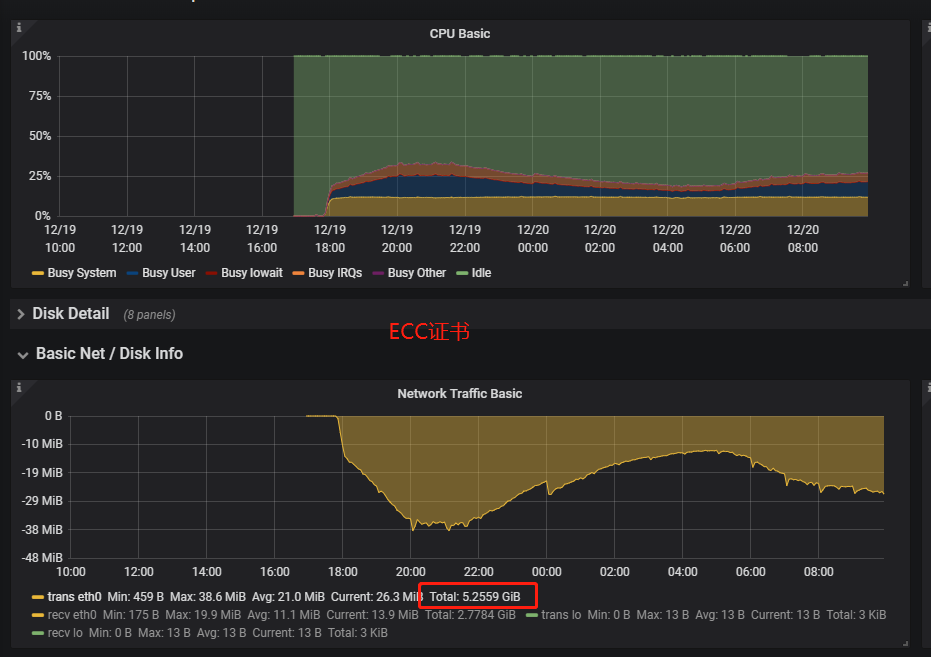 CPU Basic
100%
75%
50%
25%
0%
12/19 12/19 12/19 12/19 12/19 12/19 12/19 12/20 12/20 12/20 12/20 12/20
10:00 12:00 14:00 16:00 18:00 20:00 22:00 00:00 02:00 04:00 06:00 08:00
Busy System Busy User Busy Iowait Busy IRQs Busy Other Idle
Disk Detail (8 panels)
ECC证书
Basic Net / Disk Info
Network Traffic Basic
0 B
-10 MiB
-19 MiB
-29 MiB
-38 MiB
-48 MiB
10:00 12:00 14:00 16:00 18:00 20:00 22:00 00:00 02:00 04:00 06:00 08:00
trans eth0 Min: 459 B Max: 38.6 MiB Avg: 21.0 MiB Current: 26.3 MiB Total: 5.2559 GiB
recv eth0 Min: 175 B Max: 19.9 MiB Avg: 11.1 MiB Current: 13.9 MiB Total: 2.7784 GiB trans lo Min: 0 B Max: 13 B Avg: 13 B Current: 13 B Total: 3 KiB
recv lo Min: 0 B Max: 13 B Avg: 13 B Current: 13 B Total: 3 KiB